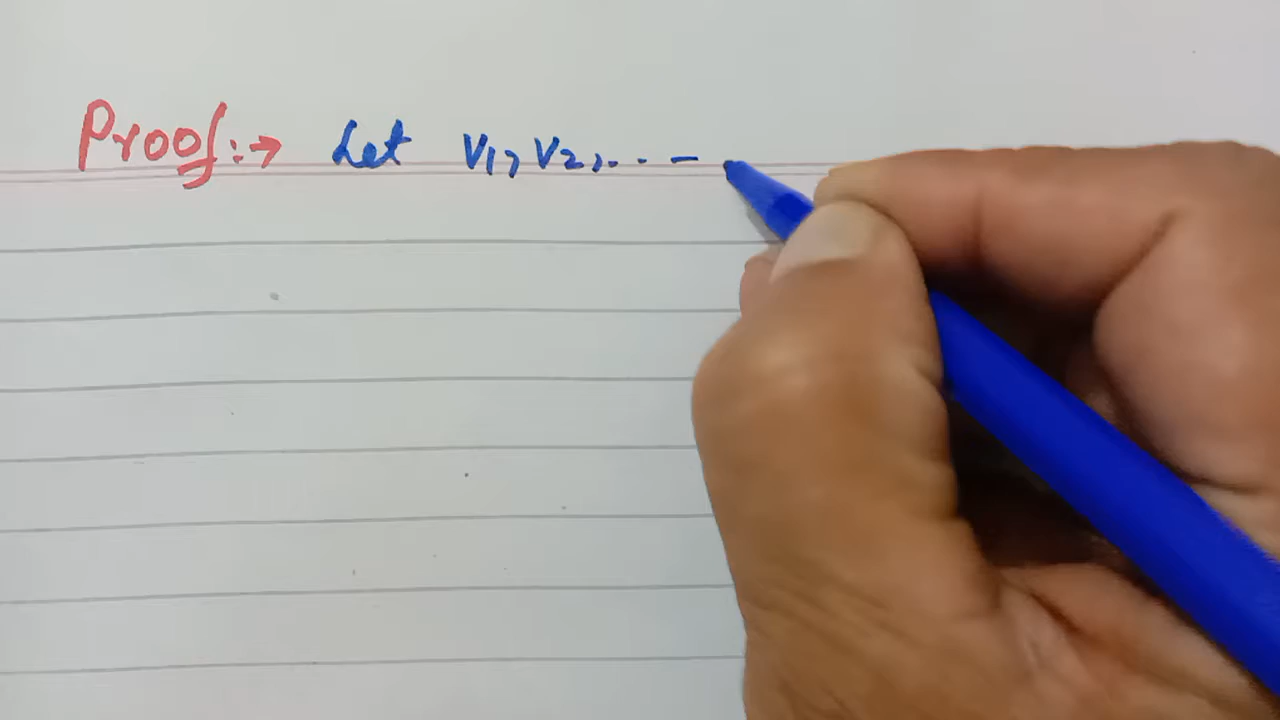 Proof:→ Let v1, v2, ... -